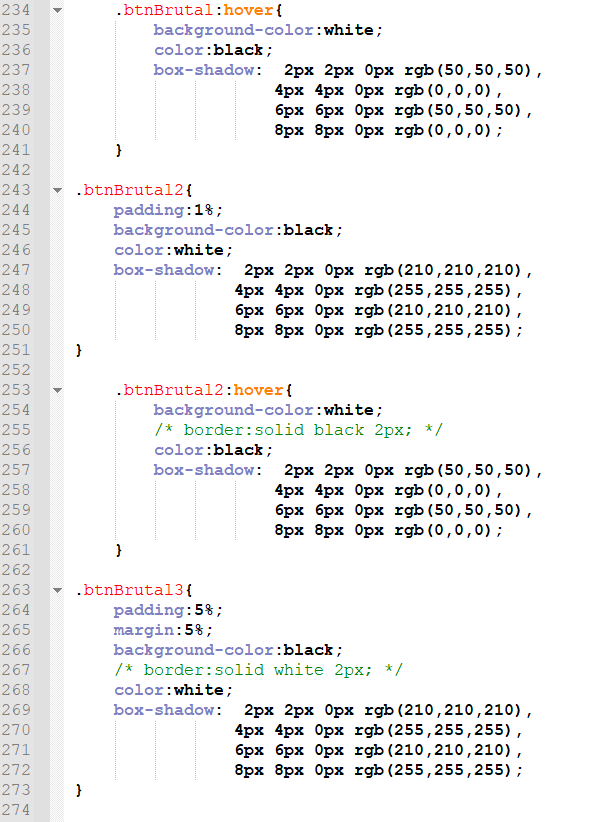 234 .btnBrutal:hover{
235 background-color:white;
236 color:black;
237 box-shadow: 2px 2px 0px rgb(50,50,50),
238 4px 4px 0px rgb(0,0,0),
239 6px 6px 0px rgb(50,50,50),
240 8px 8px 0px rgb(0,0,0);
241 }
242
243 .btnBrutal2{
244 padding:1%;
245 background-color:black;
246 color:white;
247 box-shadow: 2px 2px 0px rgb(210,210,210),
248 4px 4px 0px rgb(255,255,255),
249 6px 6px 0px rgb(210,210,210),
250 8px 8px 0px rgb(255,255,255);
251 }
252
253 .btnBrutal2:hover{
254 background-color:white;
255 /* border:solid black 2px; */
256 color:black;
257 box-shadow: 2px 2px 0px rgb(50,50,50),
258 4px 4px 0px rgb(0,0,0),
259 6px 6px 0px rgb(50,50,50),
260 8px 8px 0px rgb(0,0,0);
261 }
262
263 .btnBrutal3{
264 padding:5%;
265 margin:5%;
266 background-color:black;
267 /* border:solid white 2px; */
268 color:white;
269 box-shadow: 2px 2px 0px rgb(210,210,210),
270 4px 4px 0px rgb(255,255,255),
271 6px 6px 0px rgb(210,210,210),
272 8px 8px 0px rgb(255,255,255);
273 }
274